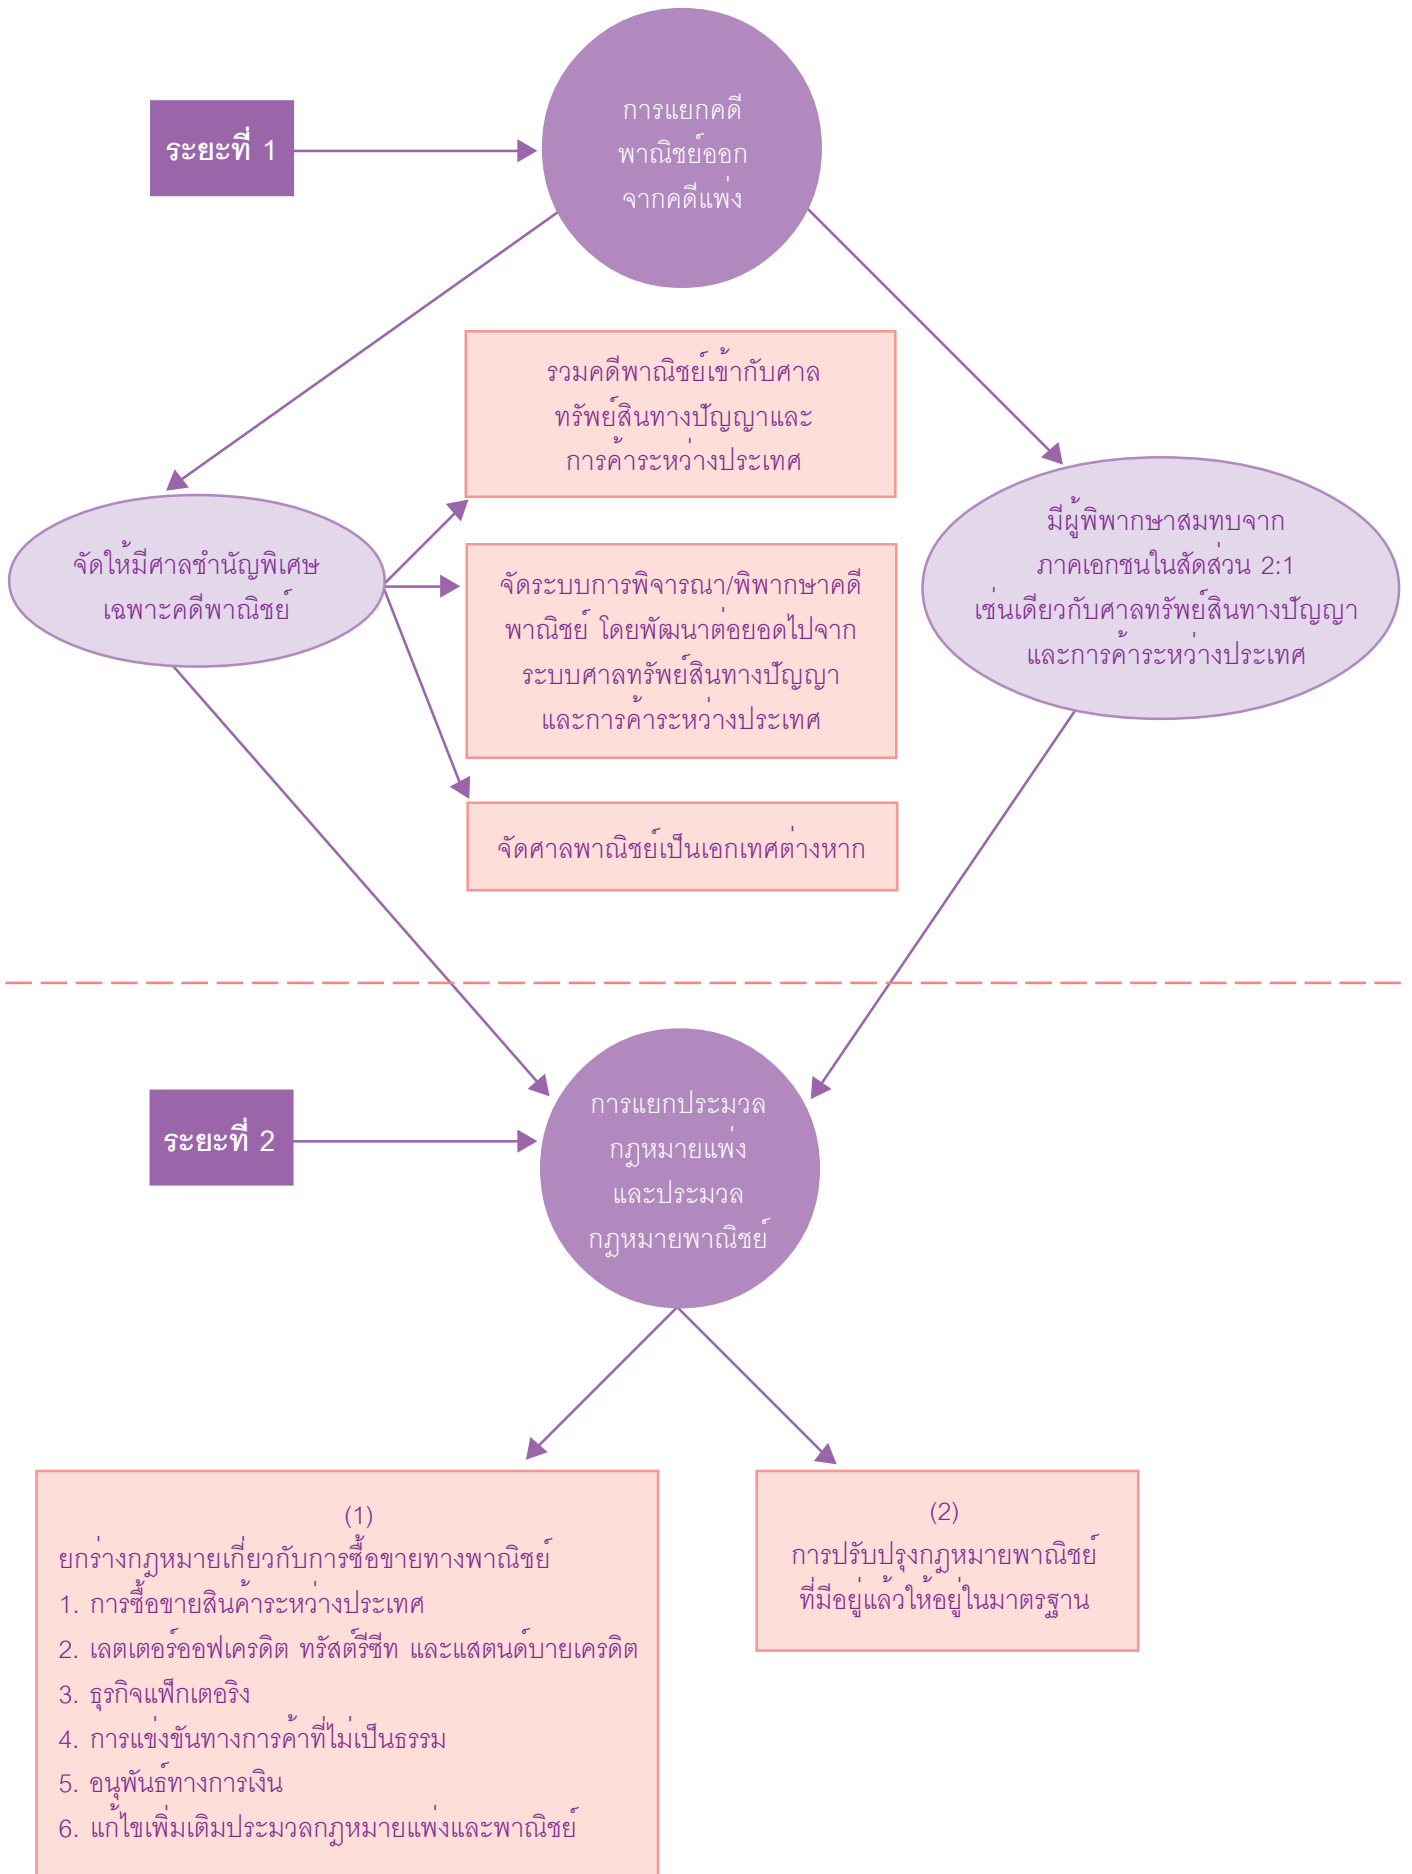 ระยะที่ 1
การแยกคดี
พาณิชย์ออก
จากคดีแพ่ง
รวมคดีพาณิชย์เข้ากับศาล
ทรัพย์สินทางปัญญาและ
การค้าระหว่างประเทศ
จัดให้มีศาลชำนัญพิเศษ
เฉพาะคดีพาณิชย์
จัดระบบการพิจารณา/พิพากษาคดี
พาณิชย์ โดยพัฒนาต่อยอดไปจาก
ระบบศาลทรัพย์สินทางปัญญา
และการค้าระหว่างประเทศ
มีผู้พิพากษาสมทบจาก
ภาคเอกชนในสัดส่วน 2:1
เช่นเดียวกับศาลทรัพย์สินทางปัญญา
และการค้าระหว่างประเทศ
จัดศาลพาณิชย์เป็นเอกเทศต่างหาก
ระยะที่ 2
การแยกประมวล
กฎหมายแพ่ง
และประมวล
กฎหมายพาณิชย์
(1)
ยกร่างกฎหมายเกี่ยวกับการซื้อขายทางพาณิชย์
1. การซื้อขายสินค้าระหว่างประเทศ
2. เลตเตอร์ออฟเครดิต ทรัสต์รีซีท และแสตนด์บายเครดิต
3. ธุรกิจแฟ็กเตอริง
4. การแข่งขันทางการค้าที่ไม่เป็นธรรม
5. อนุพันธ์ทางการเงิน
6. แก้ไขเพิ่มเติมประมวลกฎหมายแพ่งและพาณิชย์
(2)
การปรับปรุงกฎหมายพาณิชย์
ที่มีอยู่แล้วให้อยู่ในมาตรฐาน